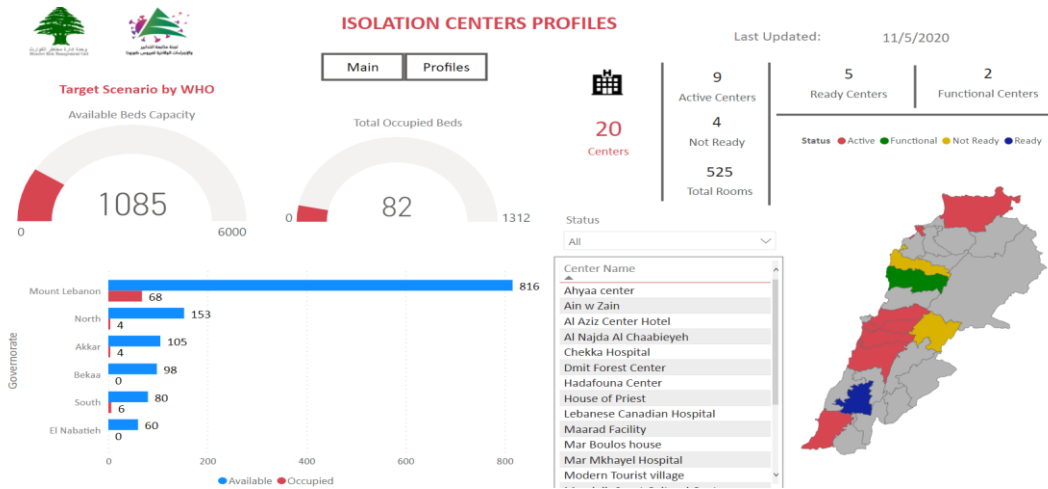 ISOLATION CENTERS PROFILES
Last Updated: 11/5/2020
Main
Profiles
Target Scenario by WHO
Available Beds Capacity
1085
0
6000
Total Occupied Beds
82
0
1312
20
Centers
9
Active Centers
4
Not Ready
525
Total Rooms
5
Ready Centers
2
Functional Centers
Status Active Functional Not Ready Ready
Status
All
Center Name
Ahyaa center
Ain w Zain
Al Aziz Center Hotel
Al Najda Al Chaabieyeh
Chekka Hospital
Dmit Forest Center
Hadafouna Center
House of Priest
Lebanese Canadian Hospital
Maarad Facility
Mar Boulos house
Mar Mkhayel Hospital
Modern Tourist village
Governorate
Mount Lebanon
816
68
North
153
4
Akkar
105
4
Bekaa
98
0
South
80
6
El Nabatieh
60
0
0 200 400 600 800
Available Occupied